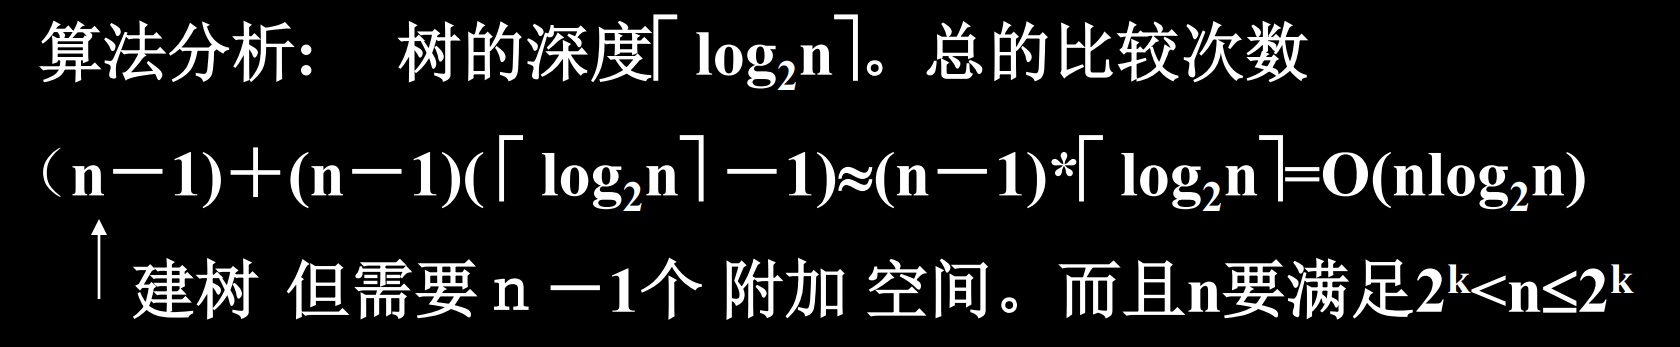 算法分析: 树的深度⌈ log₂n⌉。总的比较次数
（n－1)＋(n－1)(⌈ log₂n⌉－1)≈(n－1)*⌈ log₂n⌉=O(nlog₂n)
建树 但需要n－1个 附加 空间。而且n要满足2ᵏ<n≤2ᵏ